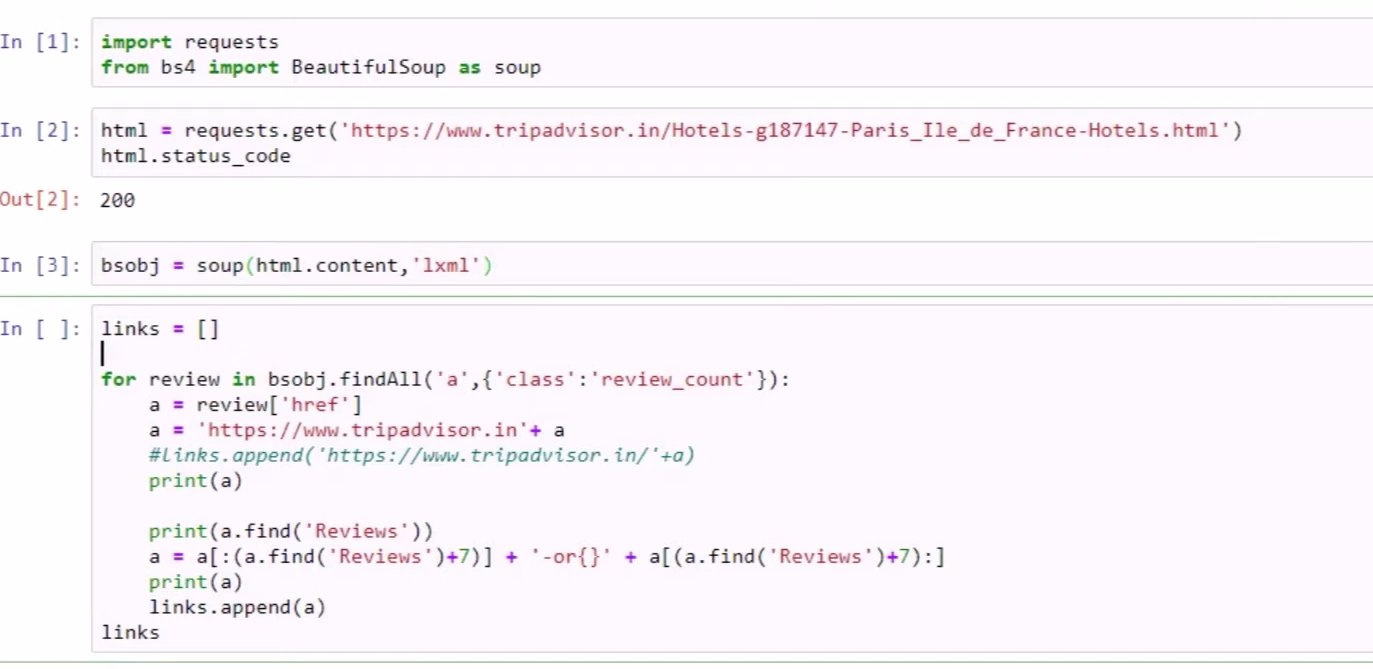 In [1]: import requests
from bs4 import BeautifulSoup as soup
In [2]: html = requests.get('https://www.tripadvisor.in/Hotels-g187147-Paris_Ile_de_France-Hotels.html')
html.status_code
Out[2]: 200
In [3]: bsobj = soup(html.content,'lxml')
In [ ]: links = []
for review in bsobj.findAll('a',{'class':'review_count'}):
    a = review['href']
    a = 'https://www.tripadvisor.in'+ a
    #links.append('https://www.tripadvisor.in/'+a)
    print(a)
    print(a.find('Reviews'))
    a = a[:(a.find('Reviews')+7)] + '-or{}' + a[(a.find('Reviews')+7):]
    print(a)
    links.append(a)
links